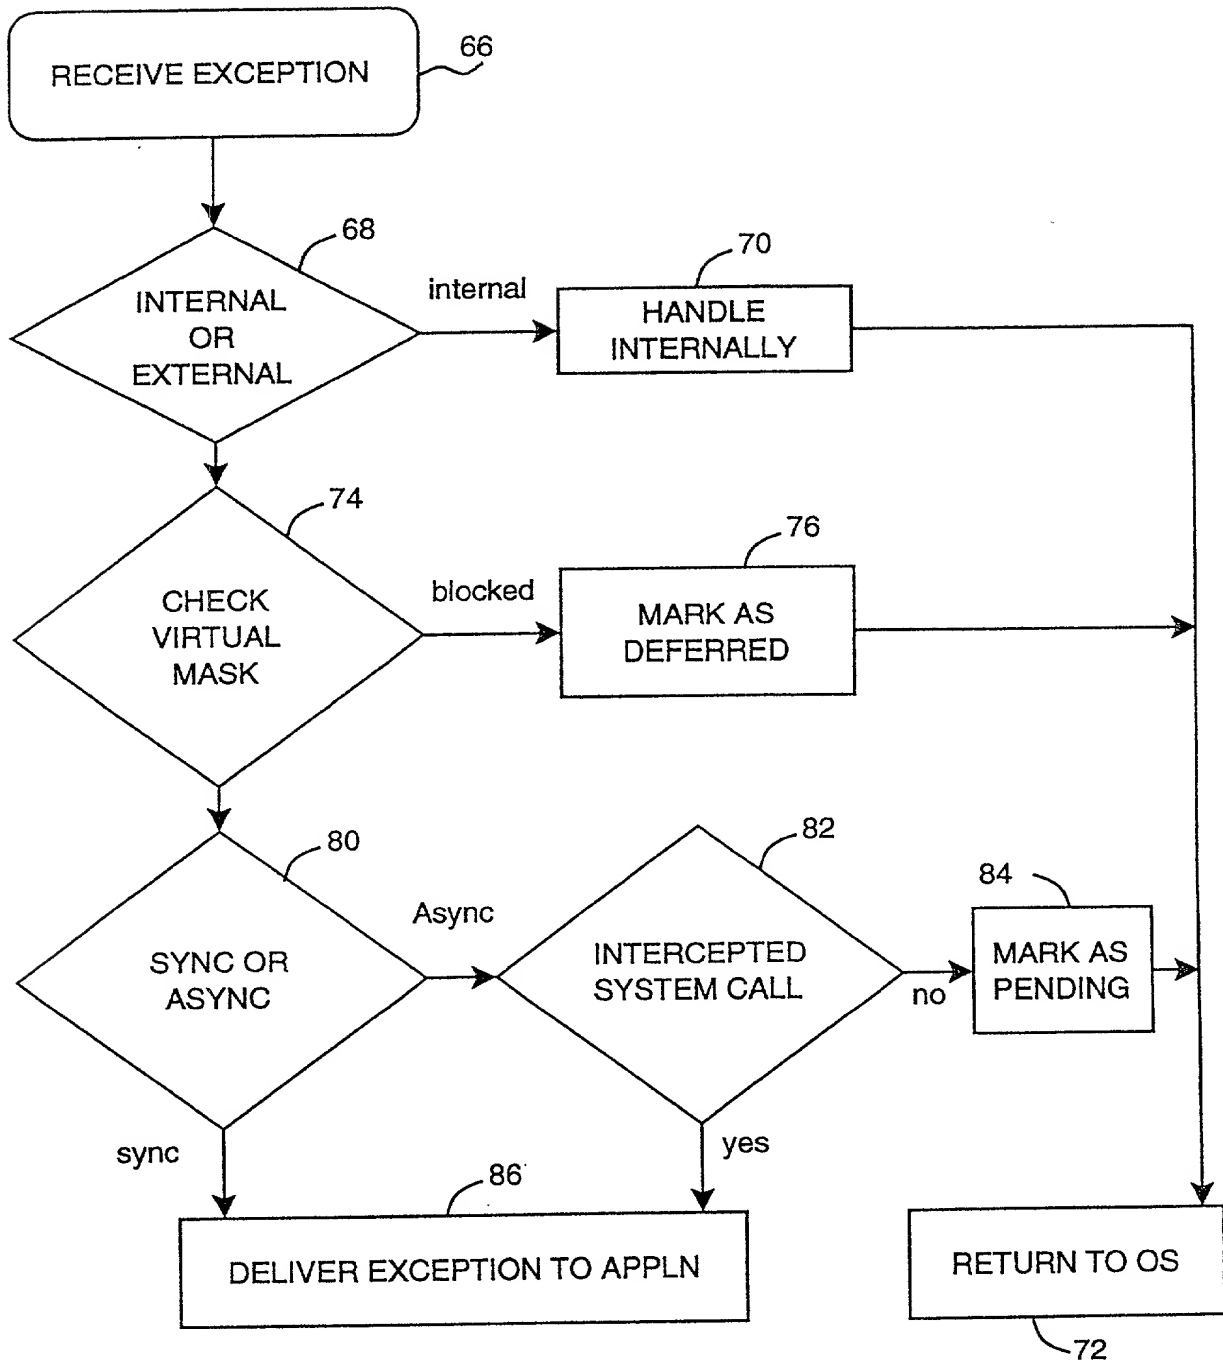 RECEIVE EXCEPTION
66
68
INTERNAL
OR
EXTERNAL
internal
70
HANDLE
INTERNALLY
74
CHECK
VIRTUAL
MASK
blocked
76
MARK AS
DEFERRED
80
SYNC OR
ASYNC
Async
82
INTERCEPTED
SYSTEM CALL
no
84
MARK AS
PENDING
sync
yes
86
DELIVER EXCEPTION TO APPLN
RETURN TO OS
72